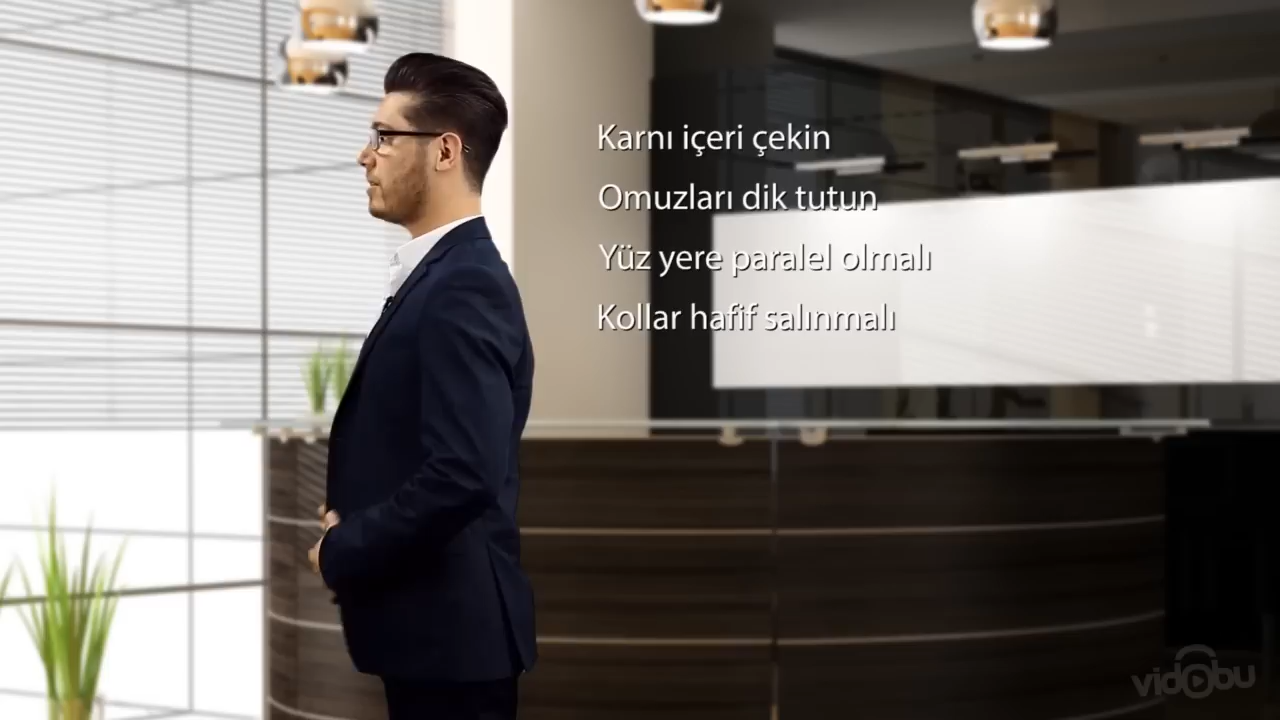 Karnı içeri çekin
Omuzları dik tutun
Yüz yere paralel olmalı
Kollar hafif salınmalı
vidobu